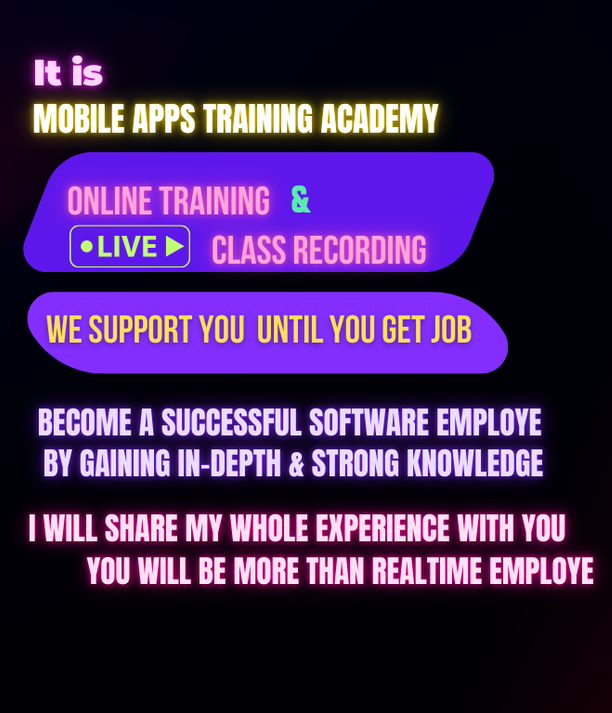 It is
MOBILE APPS TRAINING ACADEMY
ONLINE TRAINING &
•LIVE CLASS RECORDING
WE SUPPORT YOU UNTIL YOU GET JOB
BECOME A SUCCESSFUL SOFTWARE EMPLOYE
BY GAINING IN-DEPTH & STRONG KNOWLEDGE
I WILL SHARE MY WHOLE EXPERIENCE WITH YOU
YOU WILL BE MORE THAN REALTIME EMPLOYE